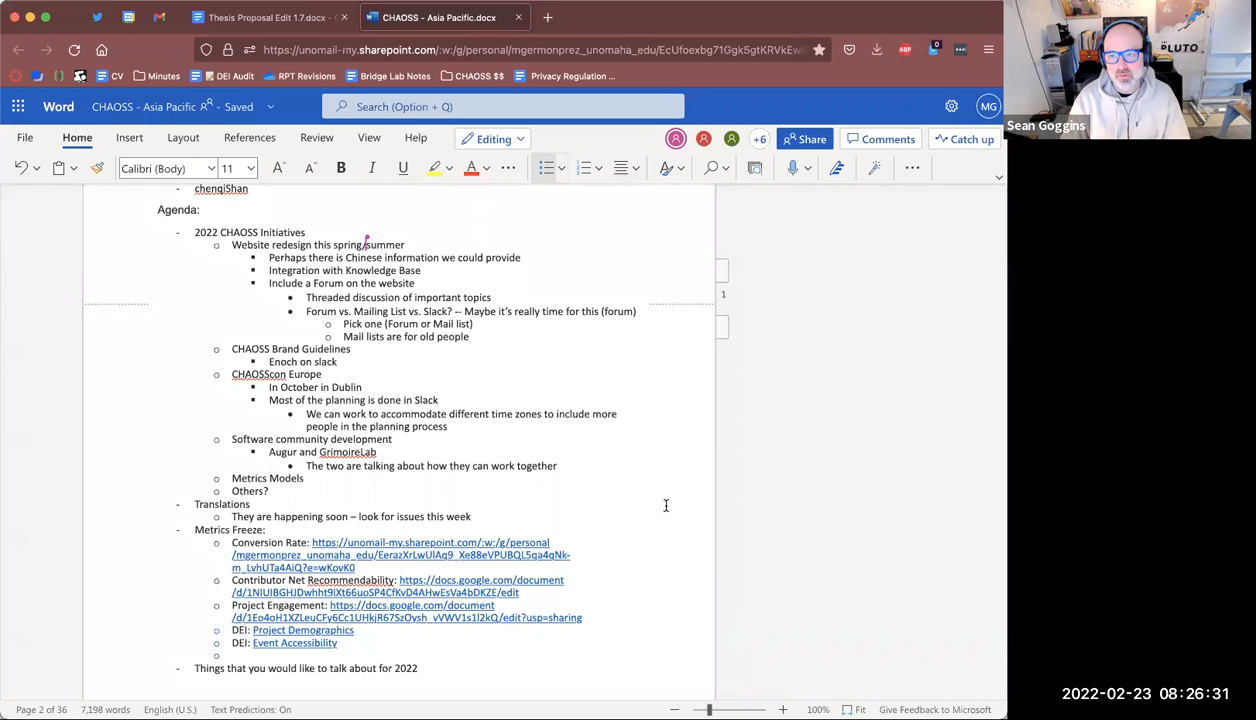 Thesis Proposal Edit 1.7.docx -
CHAOSS - Asia Pacific.docx
https://unomail-my.sharepoint.com/:w:/g/personal/mgermonprez_unomaha_edu/EcUfoexbg71Ggk5gtKRVkEw
CV
Minutes
DEI Audit
RPT Revisions
Bridge Lab Notes
CHAOSS $$
Privacy Regulation ...
Word
CHAOSS - Asia Pacific - Saved
Search (Option + Q)
MG
File Home Insert Layout References Review View Help
Editing
+6
Share
Comments
Catch up
Calibri (Body) 11
- chenqiShan
Agenda:
- 2022 CHAOSS Initiatives
o Website redesign this spring/summer
▪ Perhaps there is Chinese information we could provide
▪ Integration with Knowledge Base
▪ Include a Forum on the website
• Threaded discussion of important topics
• Forum vs. Mailing List vs. Slack? -- Maybe it's really time for this (forum)
o Pick one (Forum or Mail list)
o Mail lists are for old people
o CHAOSS Brand Guidelines
▪ Enoch on slack
o CHAOSScon Europe
▪ In October in Dublin
▪ Most of the planning is done in Slack
• We can work to accommodate different time zones to include more
people in the planning process
o Software community development
▪ Augur and GrimoireLab
• The two are talking about how they can work together
o Metrics Models
o Others?
- Translations
o They are happening soon – look for issues this week
- Metrics Freeze:
o Conversion Rate: https://unomail-my.sharepoint.com/:w:/g/personal
/mgermonprez_unomaha_edu/EerazXrLwUlAq9_Xe88eVPUBQL5qa4qNk-
m_LvhUTa4AiQ?e=wKovK0
o Contributor Net Recommendability: https://docs.google.com/document
/d/1NIUIBGHJDwhht9lXt66uoSP4CfKvD4AHwEsVa4bDKZE/edit
o Project Engagement: https://docs.google.com/document
/d/1Eo4oH1XZLeuCFy6Cc1UHkjR67SzOysh_vVWV1s1l2kQ/edit?usp=sharing
o DEI: Project Demographics
o DEI: Event Accessibility
o
- Things that you would like to talk about for 2022
1
Page 2 of 36 7,198 words English (U.S.) Text Predictions: On
100% Fit Give Feedback to Microsoft
PLUTO
Sean Goggins
2022-02-23 08:26:31